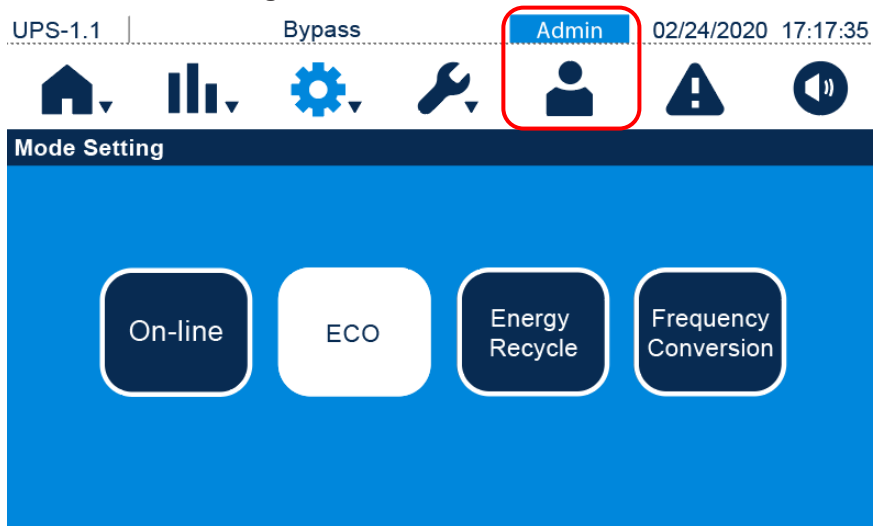 UPS-1.1 Bypass Admin 02/24/2020 17:17:35
Mode Setting
On-line
ECO
Energy
Recycle
Frequency
Conversion